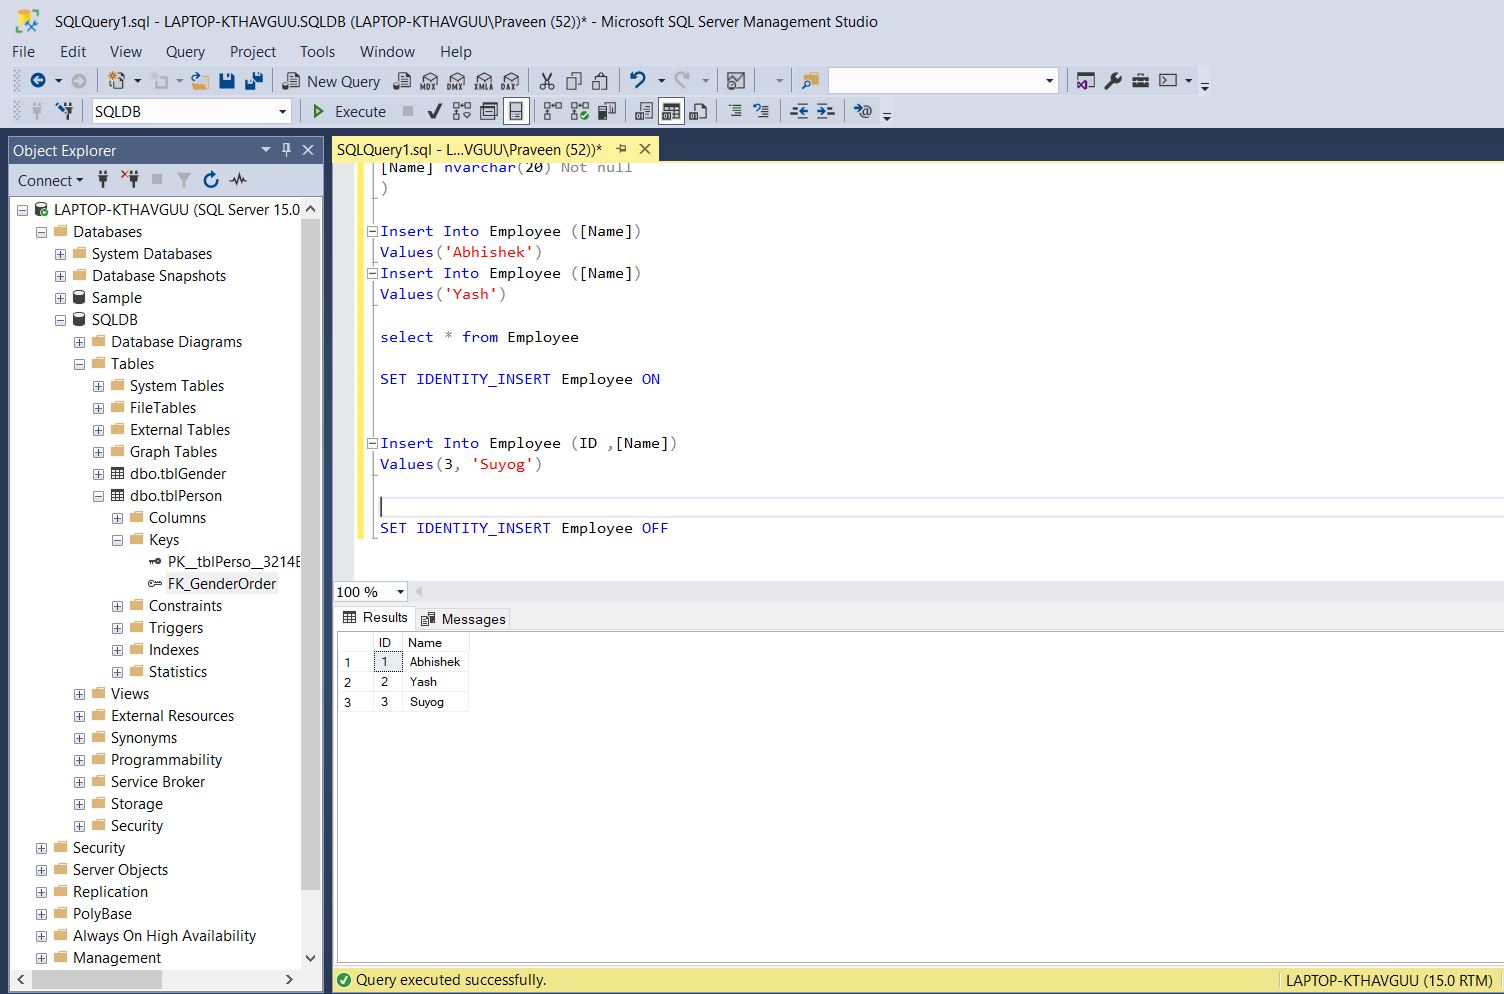 SQLQuery1.sql - LAPTOP-KTHAVGUU.SQLDB (LAPTOP-KTHAVGUU\Praveen (52))* - Microsoft SQL Server Management Studio
File Edit View Query Project Tools Window Help
New Query MDX DMX XMLA DAX
SQLDB Execute
Object Explorer
Connect
LAPTOP-KTHAVGUU (SQL Server 15.0
Databases
System Databases
Database Snapshots
Sample
SQLDB
Database Diagrams
Tables
System Tables
FileTables
External Tables
Graph Tables
dbo.tblGender
dbo.tblPerson
Columns
Keys
PK__tblPerso__3214E
FK_GenderOrder
Constraints
Triggers
Indexes
Statistics
Views
External Resources
Synonyms
Programmability
Service Broker
Storage
Security
Security
Server Objects
Replication
PolyBase
Always On High Availability
Management
SQLQuery1.sql - L...VGUU\Praveen (52))*
[Name] nvarchar(20) Not null
)
Insert Into Employee ([Name])
Values('Abhishek')
Insert Into Employee ([Name])
Values('Yash')
select * from Employee
SET IDENTITY_INSERT Employee ON
Insert Into Employee (ID ,[Name])
Values(3, 'Suyog')
SET IDENTITY_INSERT Employee OFF
100 %
Results Messages
ID Name
1 1 Abhishek
2 2 Yash
3 3 Suyog
Query executed successfully. LAPTOP-KTHAVGUU (15.0 RTM)